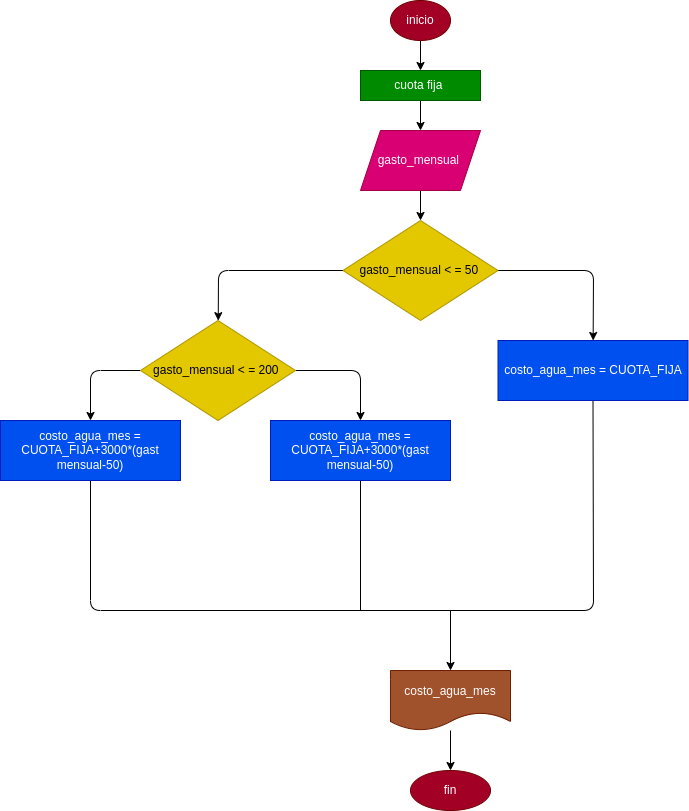 inicio
cuota fija
gasto_mensual
gasto_mensual < = 50
gasto_mensual < = 200
costo_agua_mes = CUOTA_FIJA
costo_agua_mes =
CUOTA_FIJA+3000*(gast
mensual-50)
costo_agua_mes =
CUOTA_FIJA+3000*(gast
mensual-50)
costo_agua_mes
fin